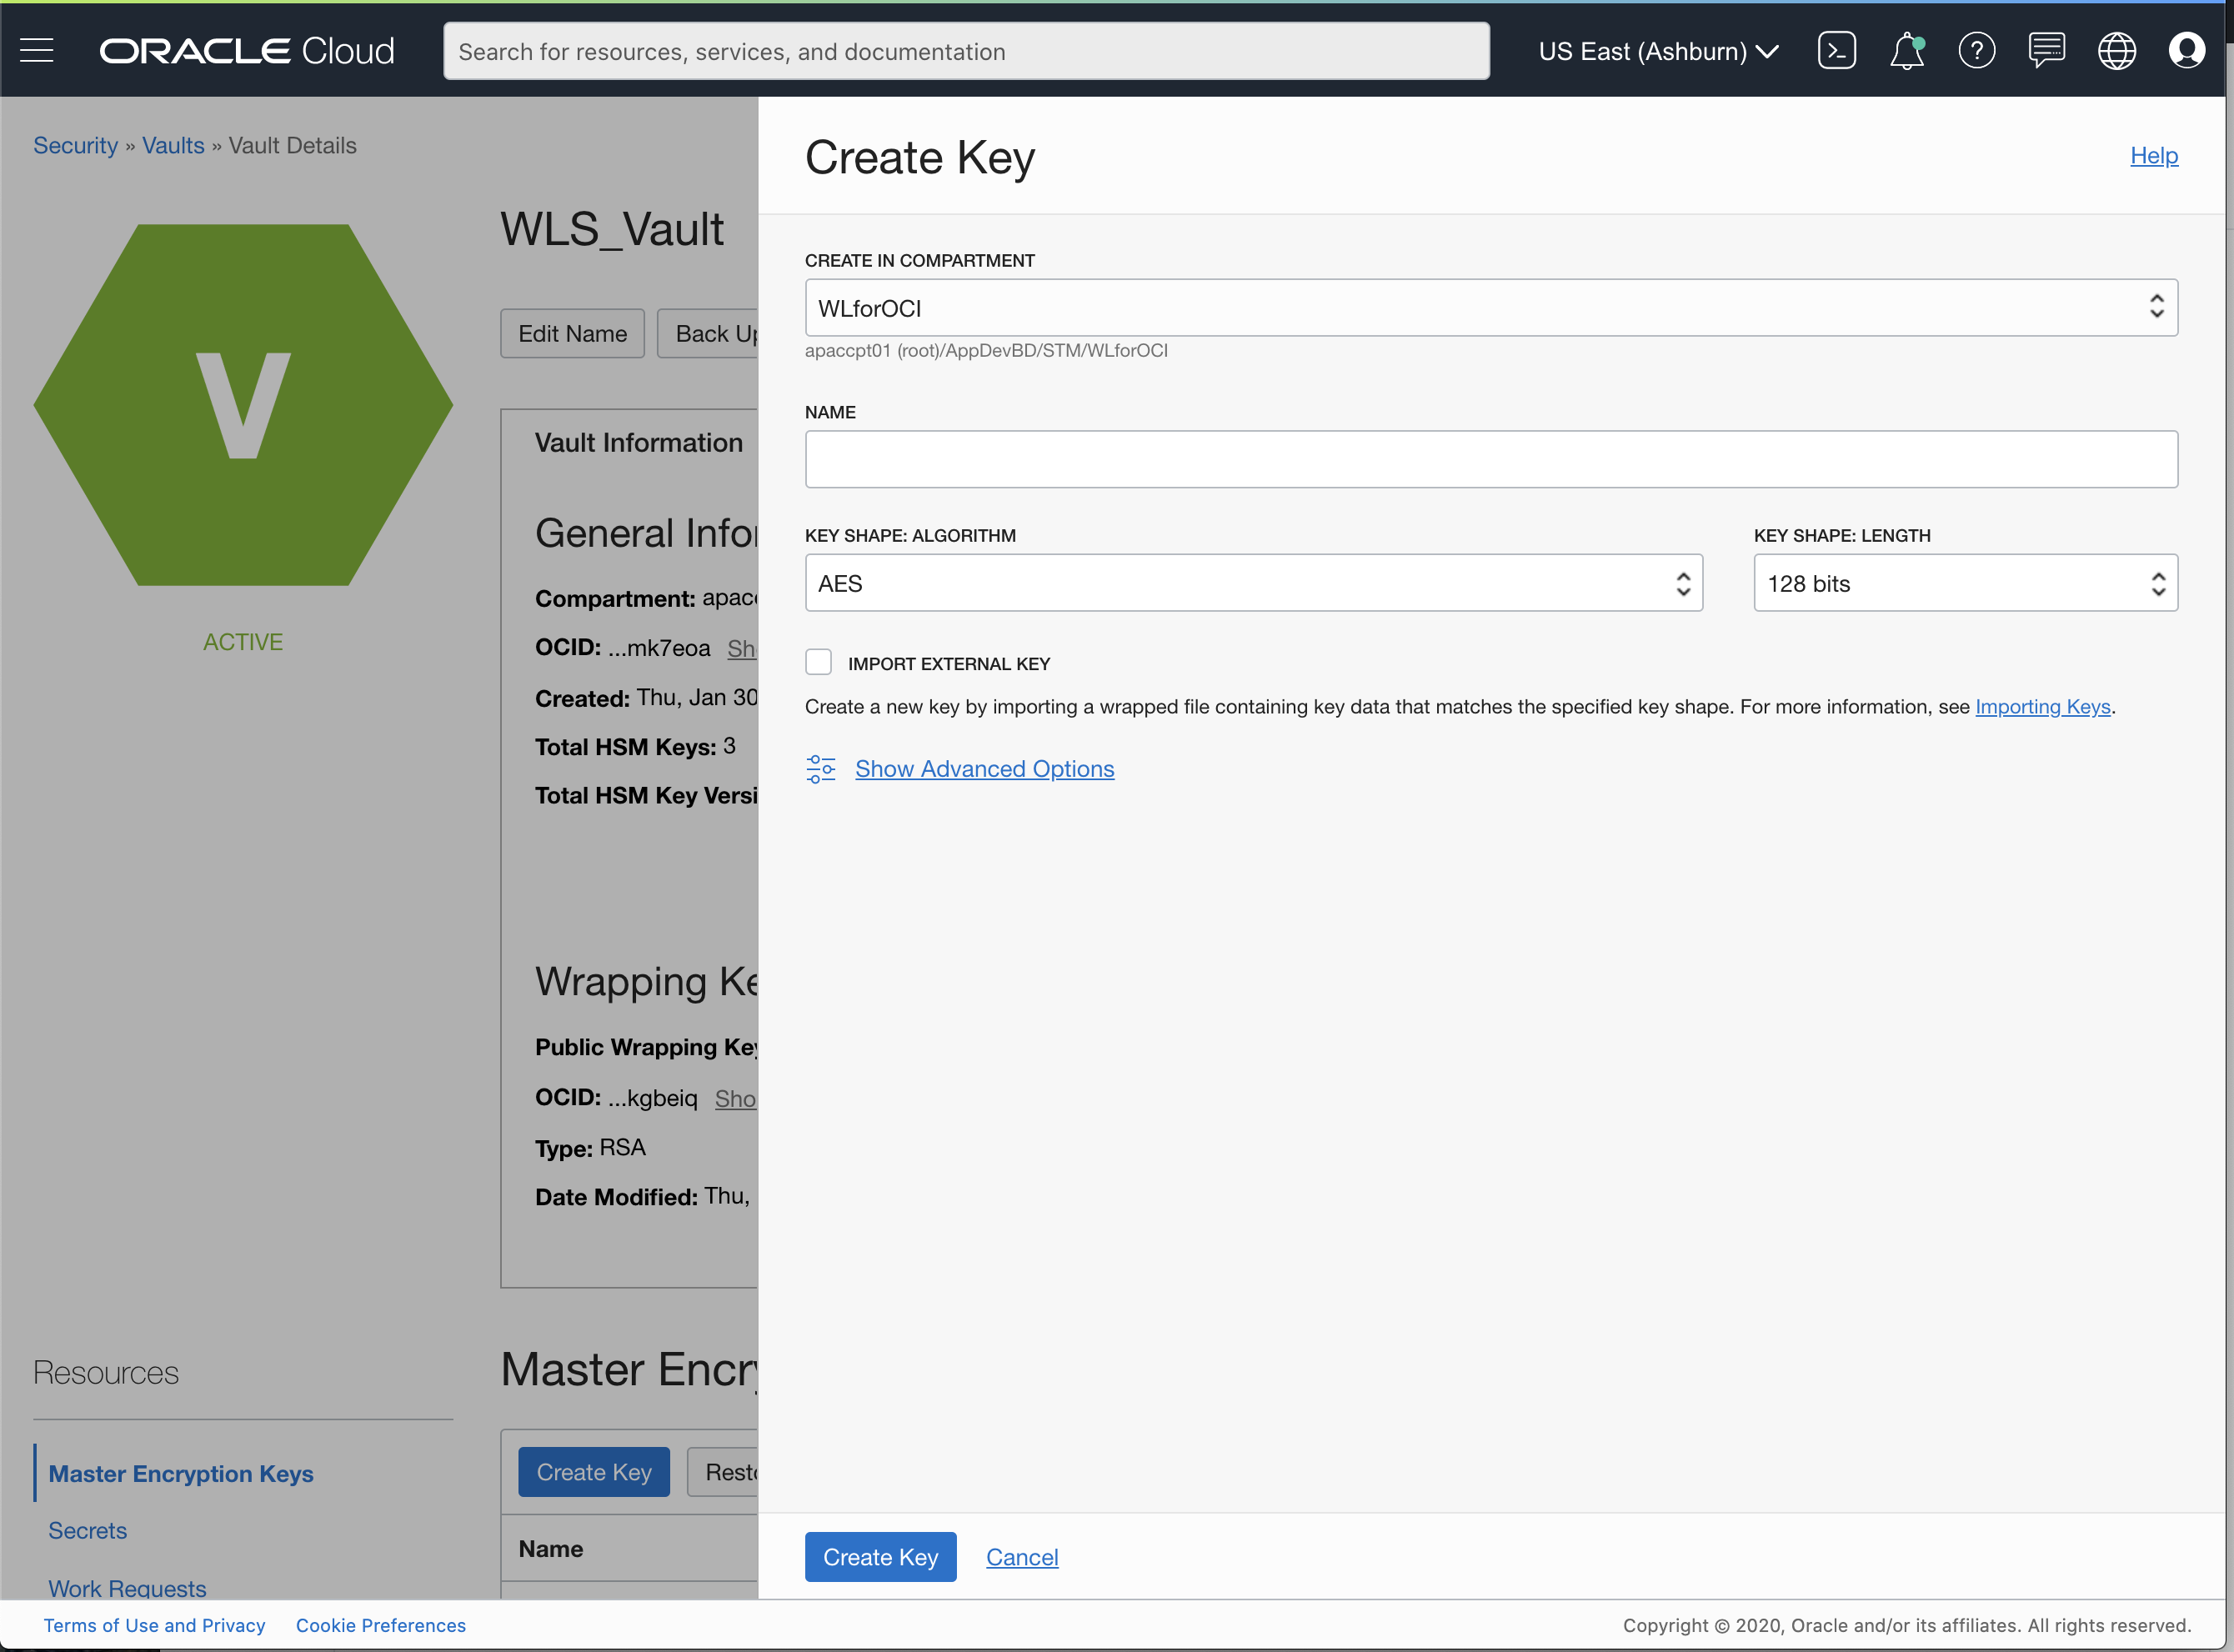 ORACLE Cloud
Search for resources, services, and documentation
US East (Ashburn)
Security » Vaults » Vault Details
V
ACTIVE
WLS_Vault
Edit Name
Back Up
Vault Information
General Infor
Compartment: apacc
OCID: ...mk7eoa Sho
Created: Thu, Jan 30
Total HSM Keys: 3
Total HSM Key Versi
Wrapping Ke
Public Wrapping Key
OCID: ...kgbeiq Sho
Type: RSA
Date Modified: Thu,
Resources
Master Encryption Keys
Secrets
Work Requests
Master Encry
Create Key
Resto
Name
Create Key
Help
CREATE IN COMPARTMENT
WLforOCI
apaccpt01 (root)/AppDevBD/STM/WLforOCI
NAME
KEY SHAPE: ALGORITHM
KEY SHAPE: LENGTH
AES
128 bits
IMPORT EXTERNAL KEY
Create a new key by importing a wrapped file containing key data that matches the specified key shape. For more information, see Importing Keys.
Show Advanced Options
Create Key
Cancel
Terms of Use and Privacy
Cookie Preferences
Copyright © 2020, Oracle and/or its affiliates. All rights reserved.